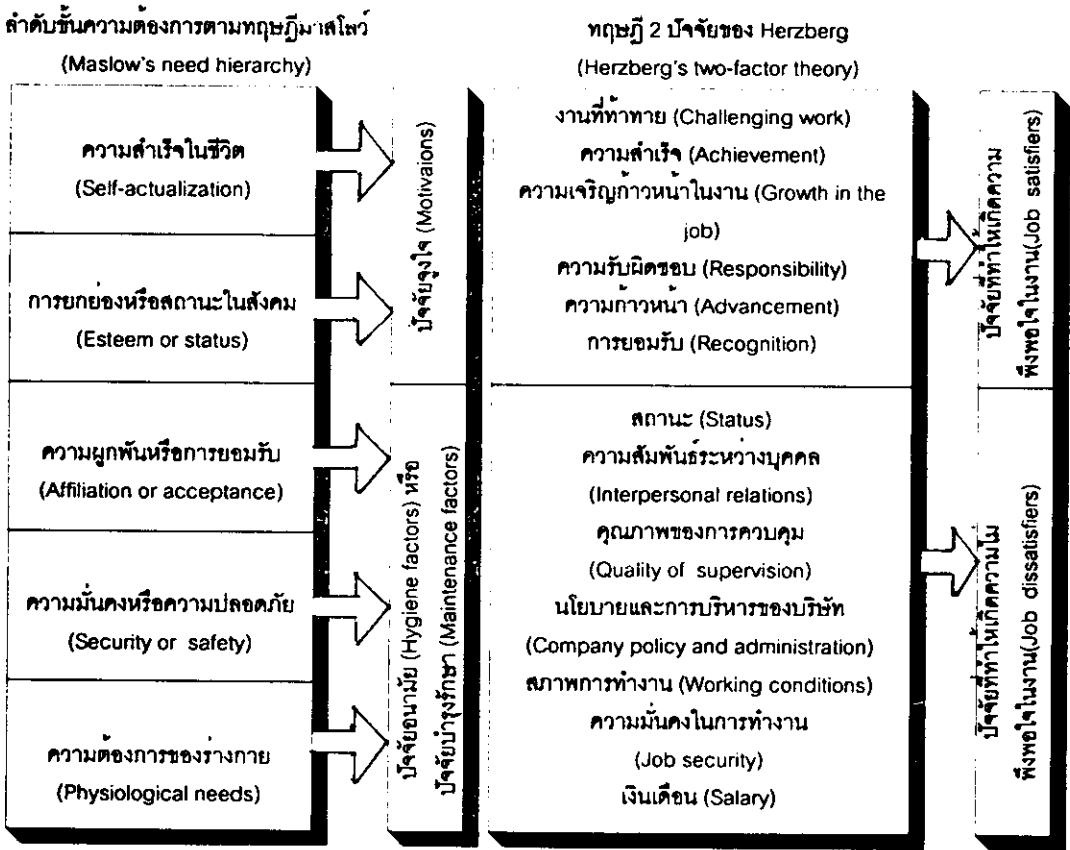 ลำดับขั้นความต้องการตามทฤษฎีมาสโลว์
(Maslow's need hierarchy)
ทฤษฎี 2 ปัจจัยของ Herzberg
(Herzberg's two-factor theory)
ความสำเร็จในชีวิต
(Self-actualization)
การยกย่องหรือสถานะในสังคม
(Esteem or status)
ความผูกพันหรือการยอมรับ
(Affiliation or acceptance)
ความมั่นคงหรือความปลอดภัย
(Security or safety)
ความต้องการของร่างกาย
(Physiological needs)
ปัจจัยจูงใจ (Motivaions)
ปัจจัยอนามัย (Hygiene factors) หรือ
ปัจจัยบำรุงรักษา (Maintenance factors)
งานที่ท้าทาย (Challenging work)
ความสำเร็จ (Achievement)
ความเจริญก้าวหน้าในงาน (Growth in the
job)
ความรับผิดชอบ (Responsibility)
ความก้าวหน้า (Advancement)
การยอมรับ (Recognition)
สถานะ (Status)
ความสัมพันธ์ระหว่างบุคคล
(Interpersonal relations)
คุณภาพของการควบคุม
(Quality of supervision)
นโยบายและการบริหารของบริษัท
(Company policy and administration)
สภาพการทำงาน (Working conditions)
ความมั่นคงในการทำงาน
(Job security)
เงินเดือน (Salary)
ปัจจัยที่ทำให้เกิดความ
พึงพอใจในงาน(Job satisfiers)
ปัจจัยที่ทำให้เกิดความไม่
พึงพอใจในงาน(Job dissatisfiers)